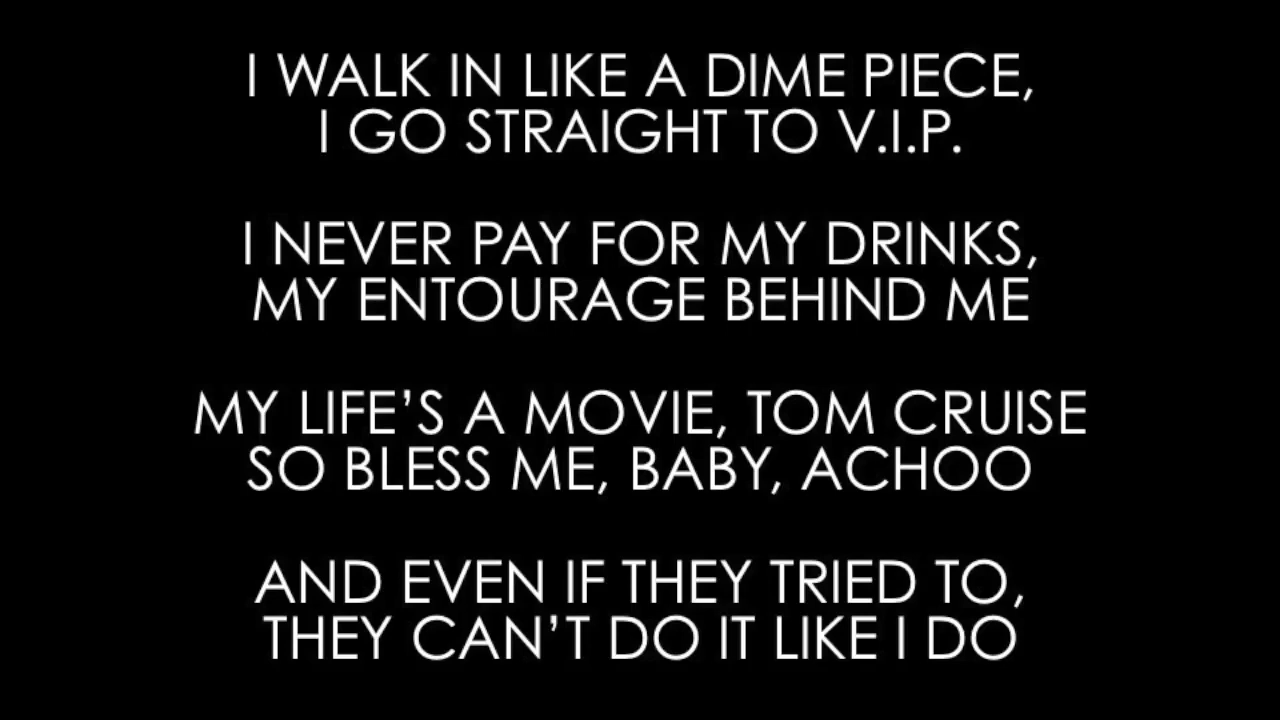 I WALK IN LIKE A DIME PIECE,
I GO STRAIGHT TO V.I.P.
I NEVER PAY FOR MY DRINKS,
MY ENTOURAGE BEHIND ME
MY LIFE’S A MOVIE, TOM CRUISE
SO BLESS ME, BABY, ACHOO
AND EVEN IF THEY TRIED TO,
THEY CAN’T DO IT LIKE I DO